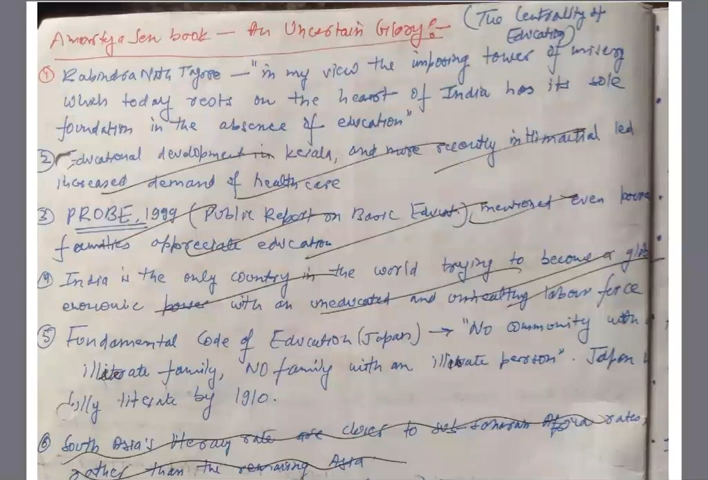 Amartya Sen book — An Uncertain Glory:- (The Centrality of
Education)
① Rabindra Nath Tagore — "in my view the imposing tower of misery
which today rests on the heart of India has its sole
foundation in the absence of education"
② Educational development in kerala, and more recently in Himachal led
increased demand of healthcare
③ PROBE, 1999 (Public Report on Basic Educat.), mentioned even
families appreciate education
④ India is the only country in the world trying to become a
economic power with an uneducated and unhealthy labour force
⑤ Fundamental Code of Education (Japan) → "No community with
illiterate family, NO family with an illiterate person". Japan
fully literate by 1910.
⑥ South Asia's literacy rate are closer to sub saharan Africa rates,
rather than the remaining Asia